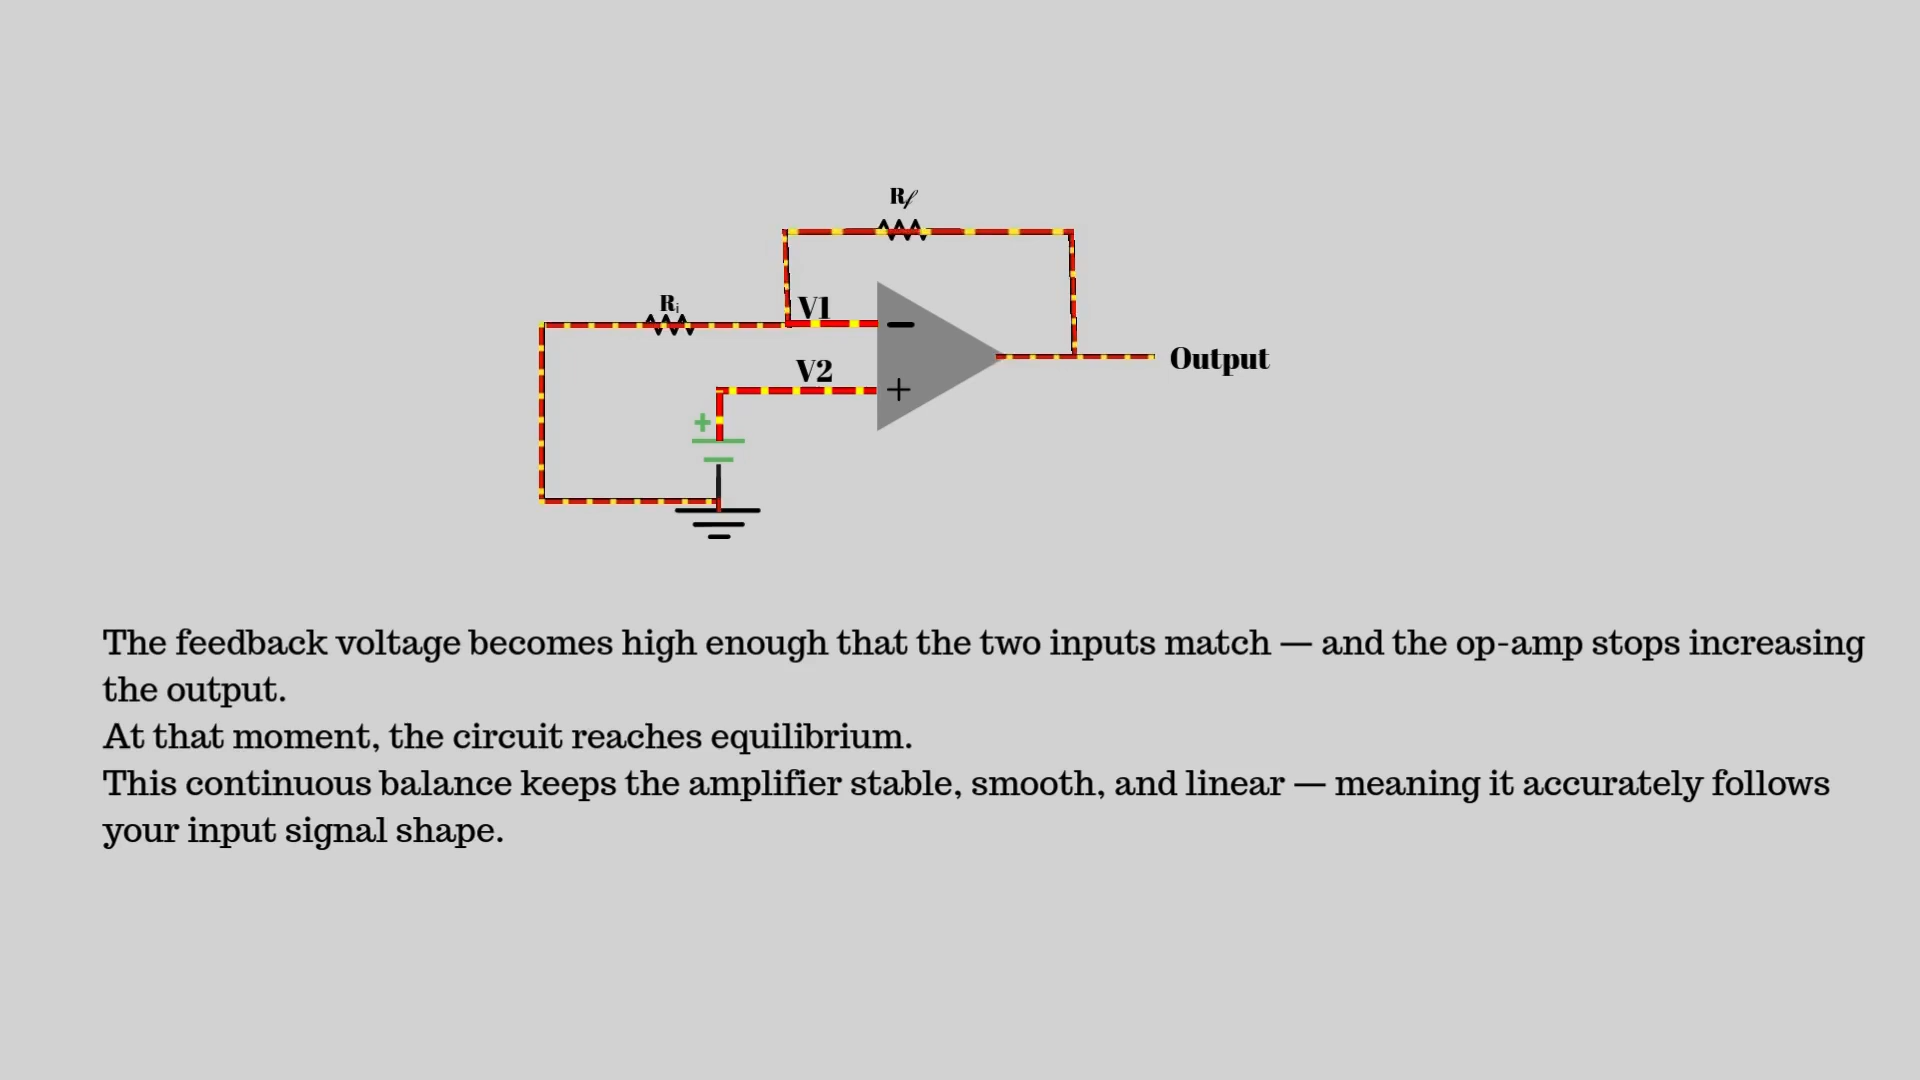 Rf
Ri
V1
−
V2
+
+
Output
The feedback voltage becomes high enough that the two inputs match — and the op-amp stops increasing
the output.
At that moment, the circuit reaches equilibrium.
This continuous balance keeps the amplifier stable, smooth, and linear — meaning it accurately follows
your input signal shape.